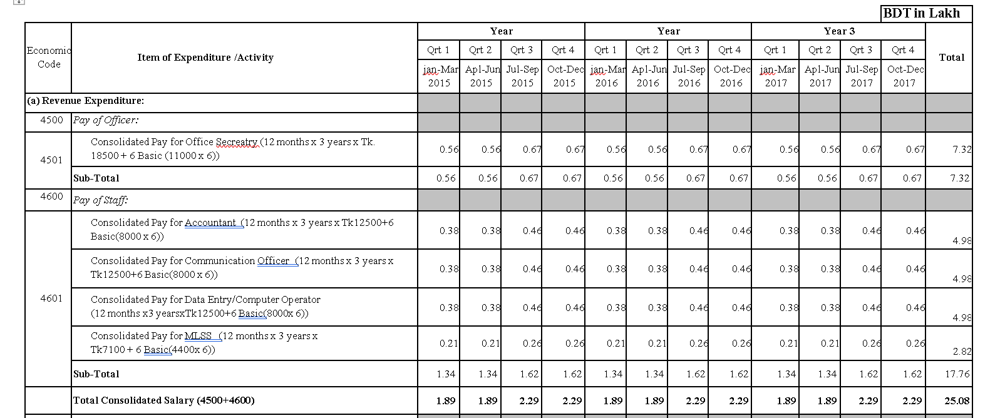 BDT in Lakh
Economic Code Item of Expenditure /Activity Year Year Year 3 Total
Qrt 1 Qrt 2 Qrt 3 Qrt 4 Qrt 1 Qrt 2 Qrt 3 Qrt 4 Qrt 1 Qrt 2 Qrt 3 Qrt 4
jan-Mar Apl-Jun Jul-Sep Oct-Dec jan-Mar Apl-Jun Jul-Sep Oct-Dec jan-Mar Apl-Jun Jul-Sep Oct-Dec
2015 2015 2015 2015 2016 2016 2016 2016 2017 2017 2017 2017
(a) Revenue Expenditure:
4500 Pay of Officer:
4501 Consolidated Pay for Office Secreatry (12 months x 3 years x Tk.
18500 + 6 Basic (11000 x 6)) 0.56 0.56 0.67 0.67 0.56 0.56 0.67 0.67 0.56 0.56 0.67 0.67 7.32
Sub-Total 0.56 0.56 0.67 0.67 0.56 0.56 0.67 0.67 0.56 0.56 0.67 0.67 7.32
4600 Pay of Staff:
4601 Consolidated Pay for Accountant (12 months x 3 years x Tk12500+6
Basic(8000 x 6)) 0.38 0.38 0.46 0.46 0.38 0.38 0.46 0.46 0.38 0.38 0.46 0.46 4.98
Consolidated Pay for Communication Officer (12 months x 3 years x
Tk12500+6 Basic(8000 x 6)) 0.38 0.38 0.46 0.46 0.38 0.38 0.46 0.46 0.38 0.38 0.46 0.46 4.98
Consolidated Pay for Data Entry/Computer Operator
(12 months x3 yearsxTk12500+6 Basic(8000x 6)) 0.38 0.38 0.46 0.46 0.38 0.38 0.46 0.46 0.38 0.38 0.46 0.46 4.98
Consolidated Pay for MLSS (12 months x 3 years x
Tk7100 + 6 Basic(4400x 6)) 0.21 0.21 0.26 0.26 0.21 0.21 0.26 0.26 0.21 0.21 0.26 0.26 2.82
Sub-Total 1.34 1.34 1.62 1.62 1.34 1.34 1.62 1.62 1.34 1.34 1.62 1.62 17.76
Total Consolidated Salary (4500+4600) 1.89 1.89 2.29 2.29 1.89 1.89 2.29 2.29 1.89 1.89 2.29 2.29 25.08